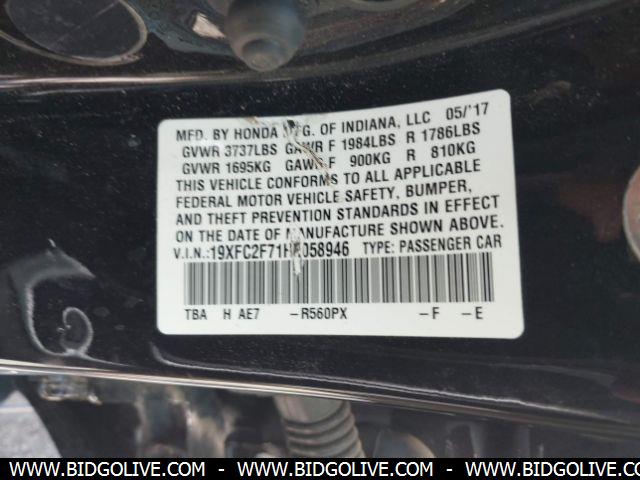 MFD. BY HONDA MFG. OF INDIANA, LLC 05/'17
GVWR 3737LBS GAWR F 1984LBS R 1786LBS
GVWR 1695KG GAWR F 900KG R 810KG
THIS VEHICLE CONFORMS TO ALL APPLICABLE
FEDERAL MOTOR VEHICLE SAFETY, BUMPER,
AND THEFT PREVENTION STANDARDS IN EFFECT
ON THE DATE OF MANUFACTURE SHOWN ABOVE.
V.I.N.: TYPE: PASSENGER CAR
TBA H AE7 -R560PX -F -E
WWW.BIDGOLIVE.COM - WWW.BIDGOLIVE.COM - WWW.BIDGOLIVE.COM